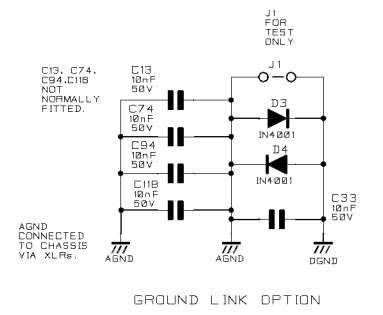 J1
FOR
TEST
ONLY
C13, C74,
C94,C118
NOT
NORMALLY
FITTED.
C13
10nF
50V
J1
C74
10nF
50V
D3
IN4001
C94
10nF
50V
D4
IN4001
C118
10nF
50V
C33
10nF
50V
AGND
CONNECTED
TO CHASSIS
VIA XLRs.
AGND
AGND
DGND
GROUND LINK OPTION